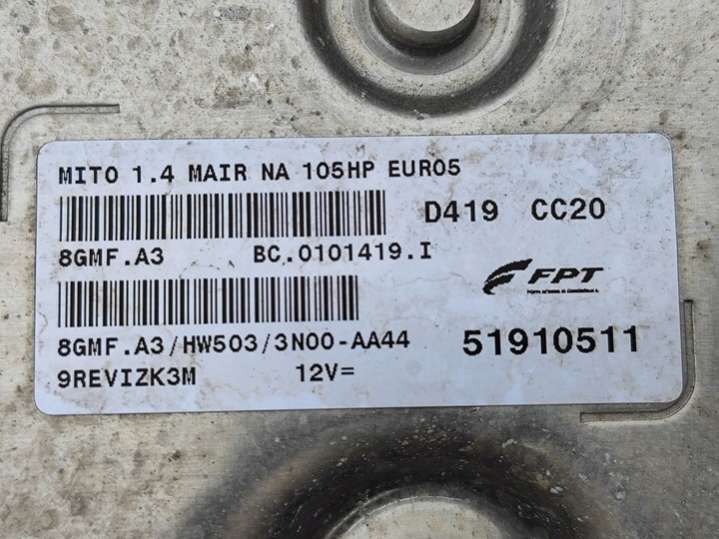 MITO 1.4 MAIR NA 105HP EURO5
D419 CC20
8GMF.A3 BC.0101419.I
FPT
8GMF.A3/HW503/3N00-AA44
51910511
9REVIZK3M 12V=